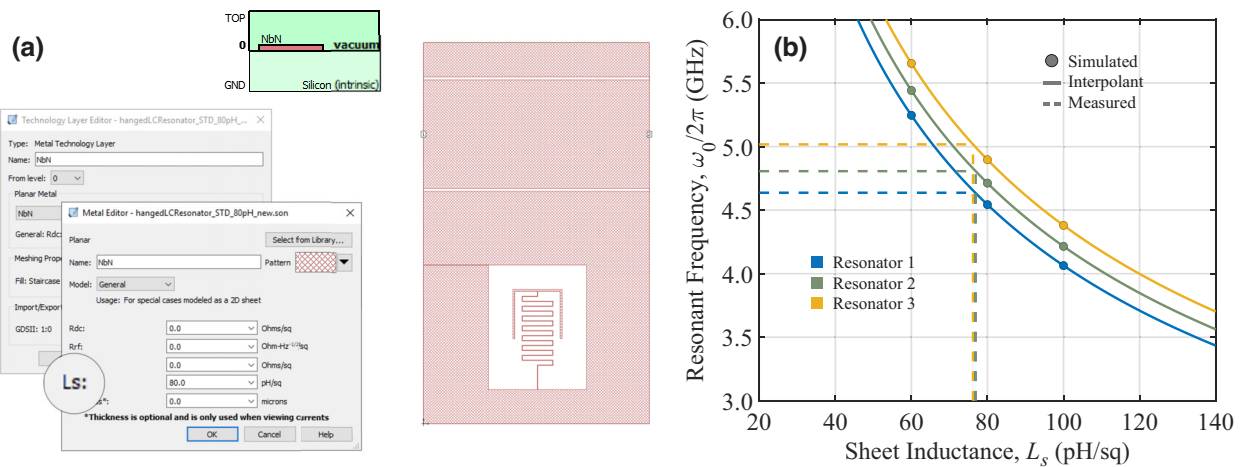 (a)
TOP
0
NbN
vacuum
GND
Silicon (intrinsic)
Technology Layer Editor - hangedLCResonator_STD_80pH_...
Type: Metal Technology Layer
Name: NbN
From level: 0
Planar Metal
NbN
General: Rdc:
Meshing Prope
Fill: Staircase
Import/Export
GDSII: 1:0
Metal Editor - hangedLCResonator_STD_80pH_new.son
Planar
Select from Library...
Name: NbN
Pattern
Model: General
Usage: For special cases modeled as a 2D sheet
Rdc: 0.0 Ohms/sq
Rrf: 0.0 Ohm-Hz^-1/2/sq
0.0 Ohms/sq
Ls: 80.0 pH/sq
0.0 microns
*Thickness is optional and is only used when viewing currents
OK Cancel Help
(b)
Resonant Frequency, ω0/2π (GHz)
6.0
5.5
5.0
4.5
4.0
3.5
3.0
Simulated
Interpolant
Measured
Resonator 1
Resonator 2
Resonator 3
20 40 60 80 100 120 140
Sheet Inductance, Ls (pH/sq)